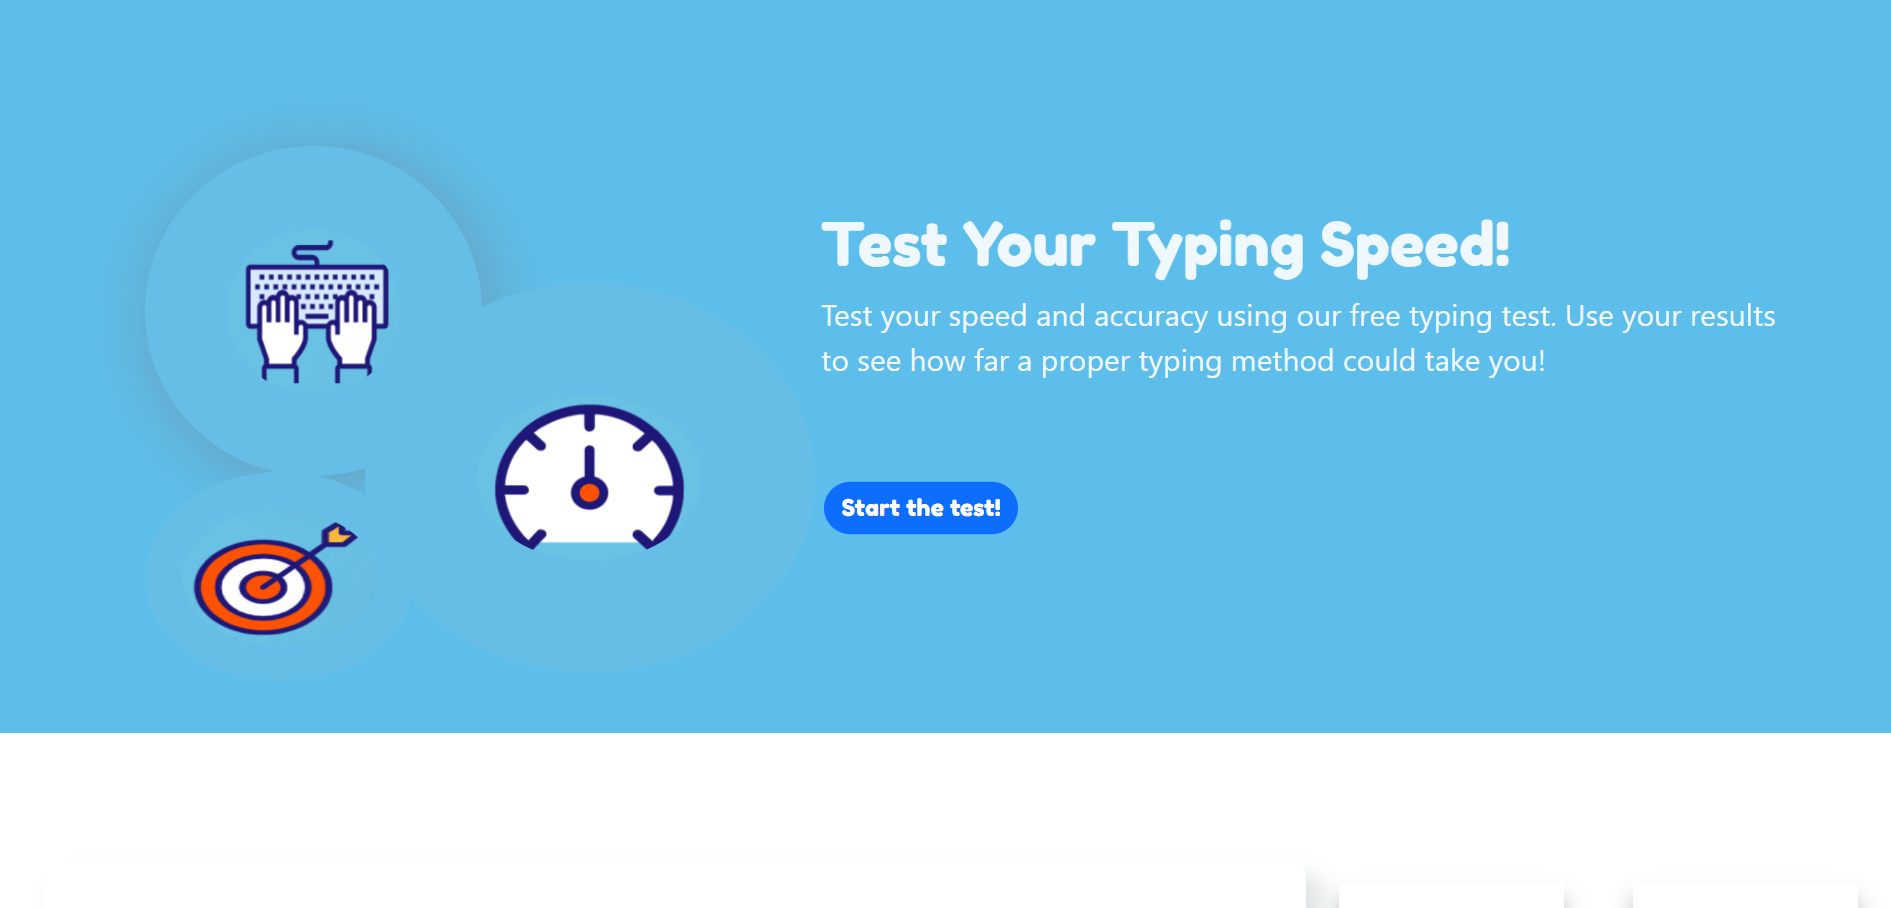 Test Your Typing Speed!
Test your speed and accuracy using our free typing test. Use your results
to see how far a proper typing method could take you!
Start the test!